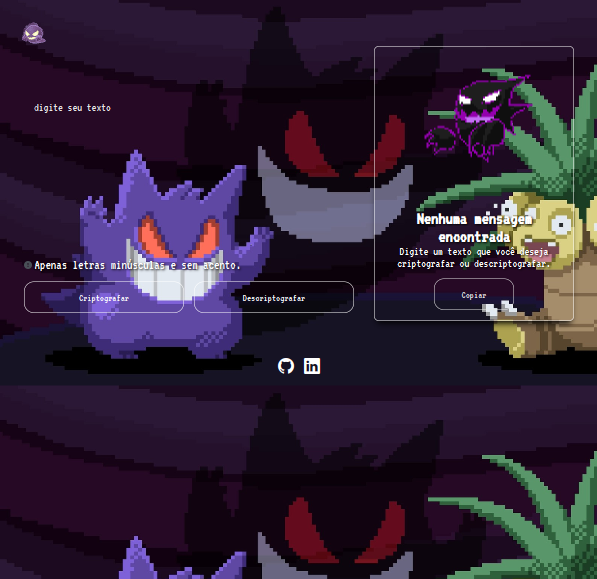 digite seu texto
Apenas letras minúsculas e sem acento.
Criptografar
Descriptografar
Nenhuma mensagem
encontrada
Digite um texto que você deseja
criptografar ou descriptografar.
Copiar